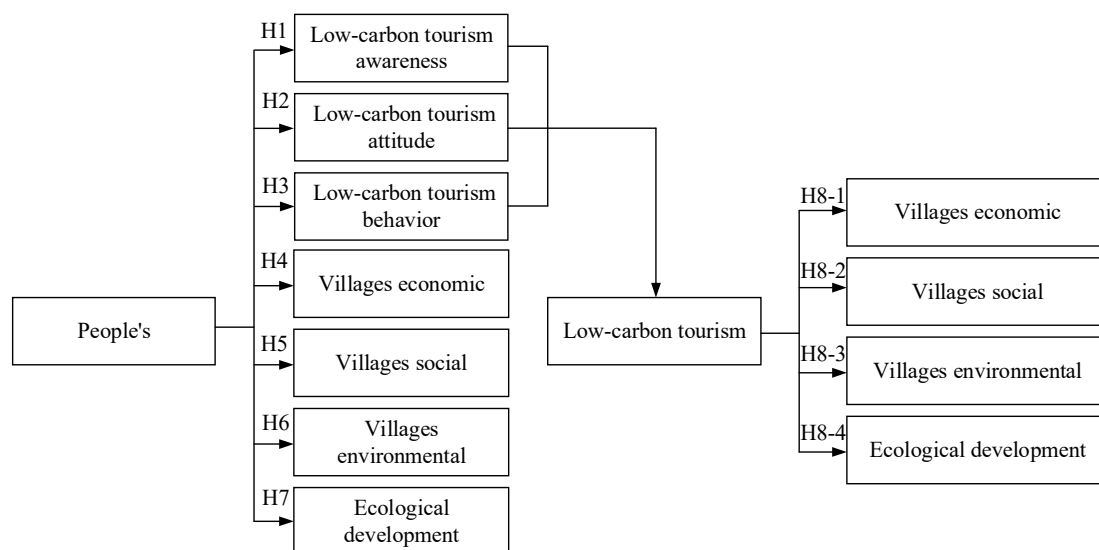 H1
Low-carbon tourism
awareness
H2
Low-carbon tourism
attitude
H3
Low-carbon tourism
behavior
H4
Villages economic
People's
H5
Villages social
H6
Villages
environmental
H7
Ecological
development
Low-carbon tourism
H8-1
Villages economic
H8-2
Villages social
H8-3
Villages environmental
H8-4
Ecological development